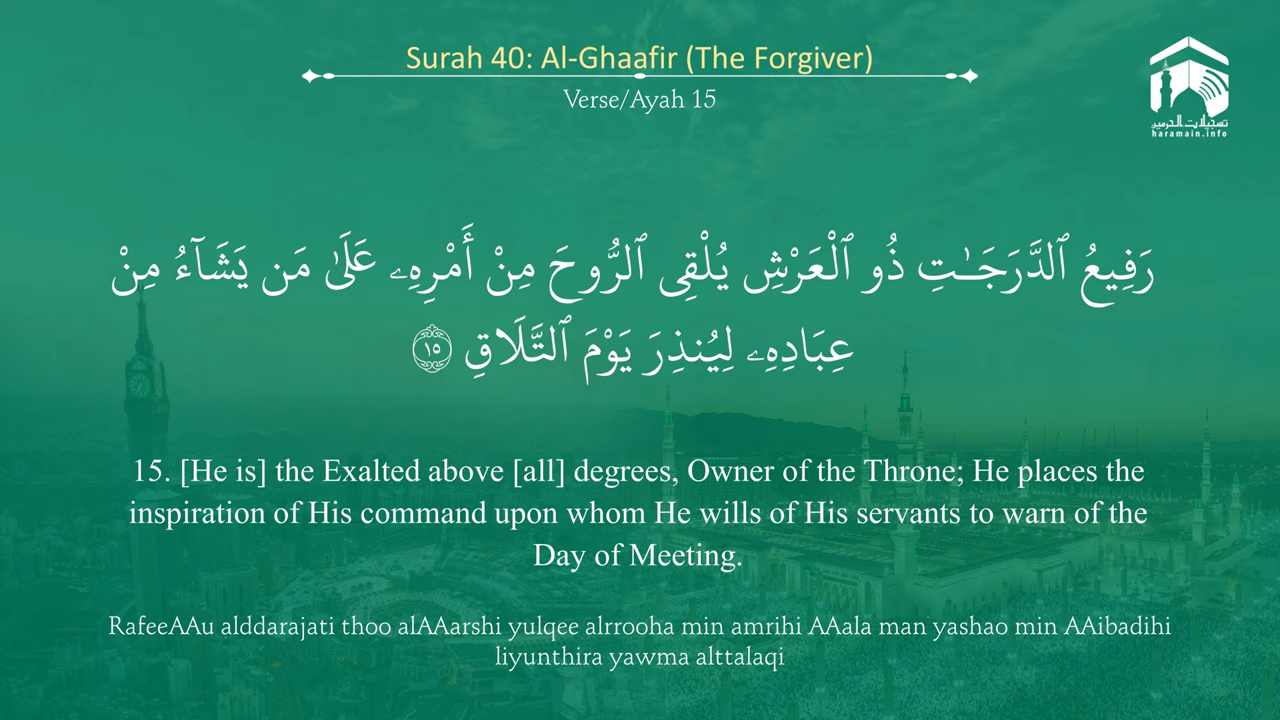 Surah 40: Al-Ghaafir (The Forgiver)
Verse/Ayah 15
تسجيلات الحرمين
haramain.info
رَفِيعُ ٱلدَّرَجَـٰتِ ذُو ٱلْعَرْشِ يُلْقِى ٱلرُّوحَ مِنْ أَمْرِهِۦ عَلَىٰ مَن يَشَآءُ مِنْ
عِبَادِهِۦ لِيُنذِرَ يَوْمَ ٱلتَّلَاقِ ١٥
15. [He is] the Exalted above [all] degrees, Owner of the Throne; He places the
inspiration of His command upon whom He wills of His servants to warn of the
Day of Meeting.
RafeeAAu alddarajati thoo alAAarshi yulqee alrrooha min amrihi AAala man yashao min AAibadihi
liyunthira yawma alttalaqi